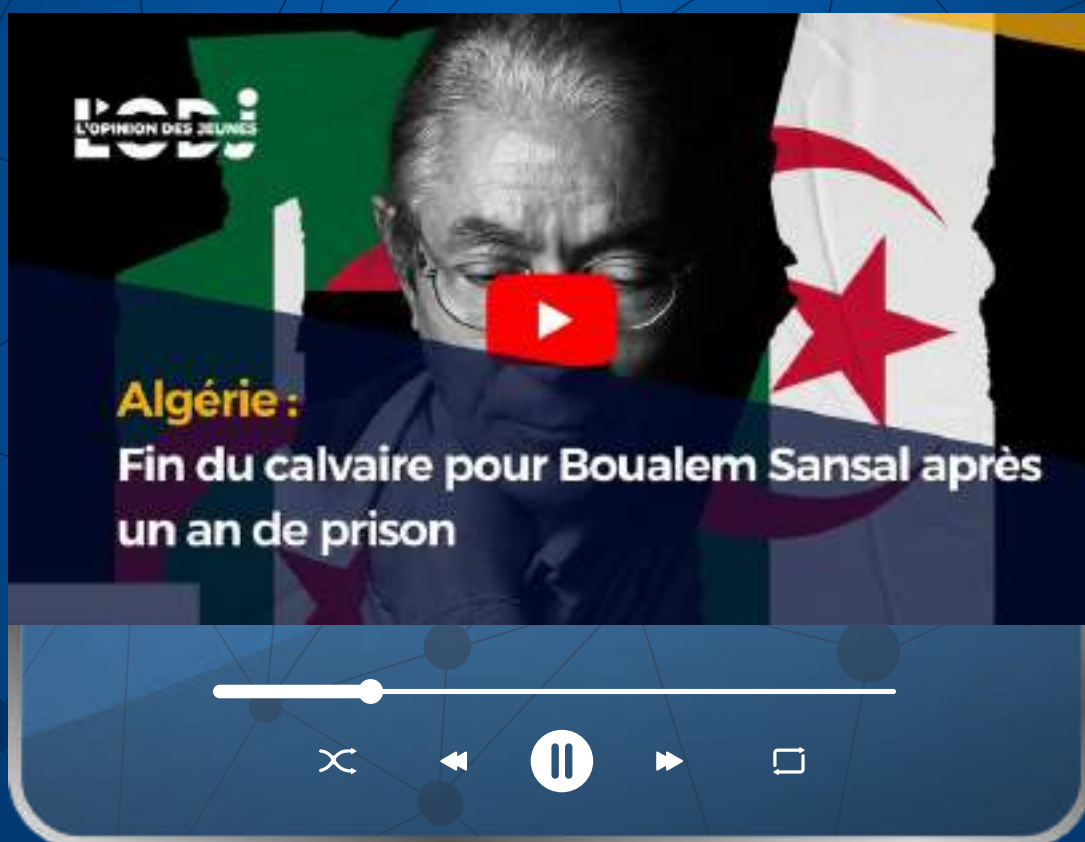 L'ODJ
L'OPINION DES JEUNES
Algérie :
Fin du calvaire pour Boualem Sansal après
un an de prison